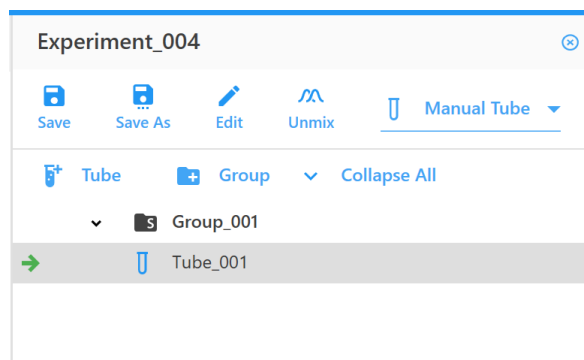 Experiment_004
Save Save As Edit Unmix Manual Tube
Tube Group Collapse All
S Group_001
Tube_001